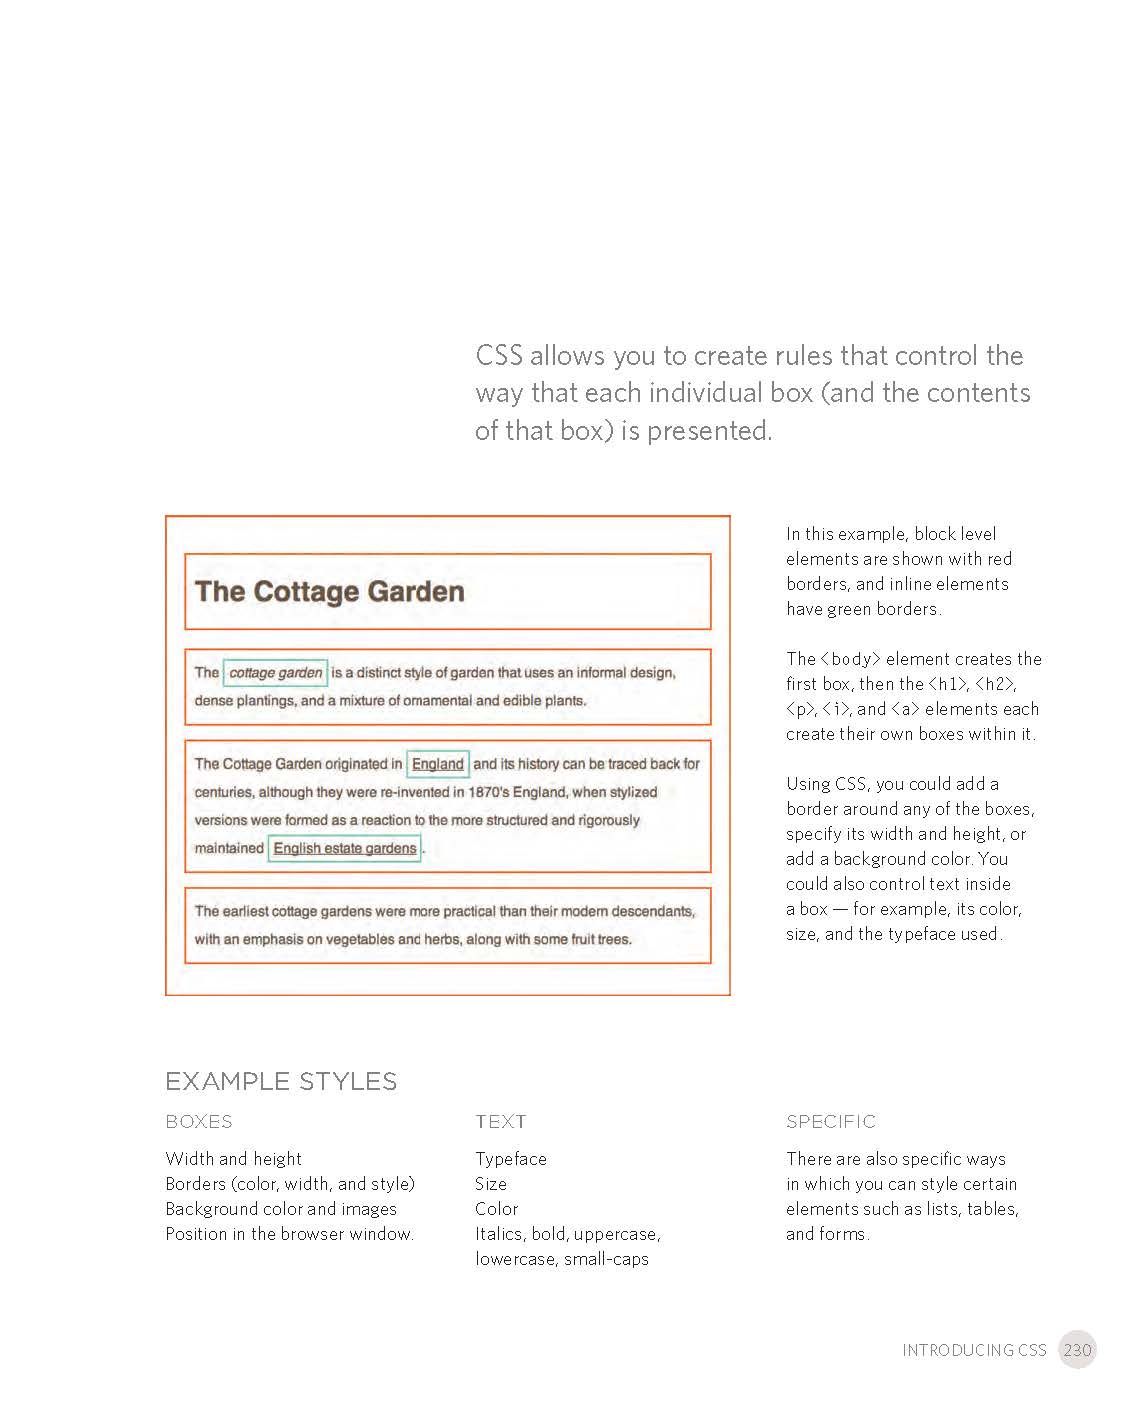 CSS allows you to create rules that control the
way that each individual box (and the contents
of that box) is presented.
The Cottage Garden
The cottage garden is a distinct style of garden that uses an informal design,
dense plantings, and a mixture of ornamental and edible plants.
The Cottage Garden originated in England and its history can be traced back for
centuries, although they were re-invented in 1870's England, when stylized
versions were formed as a reaction to the more structured and rigorously
maintained English estate gardens.
The earliest cottage gardens were more practical than their modern descendants,
with an emphasis on vegetables and herbs, along with some fruit trees.
In this example, block level
elements are shown with red
borders, and inline elements
have green borders.
The <body> element creates the
first box, then the <h1>, <h2>,
<p>, <i>, and <a> elements each
create their own boxes within it.
Using CSS, you could add a
border around any of the boxes,
specify its width and height, or
add a background color. You
could also control text inside
a box — for example, its color,
size, and the typeface used.
EXAMPLE STYLES
BOXES
Width and height
Borders (color, width, and style)
Background color and images
Position in the browser window.
TEXT
Typeface
Size
Color
Italics, bold, uppercase,
lowercase, small-caps
SPECIFIC
There are also specific ways
in which you can style certain
elements such as lists, tables,
and forms.
INTRODUCING CSS 230